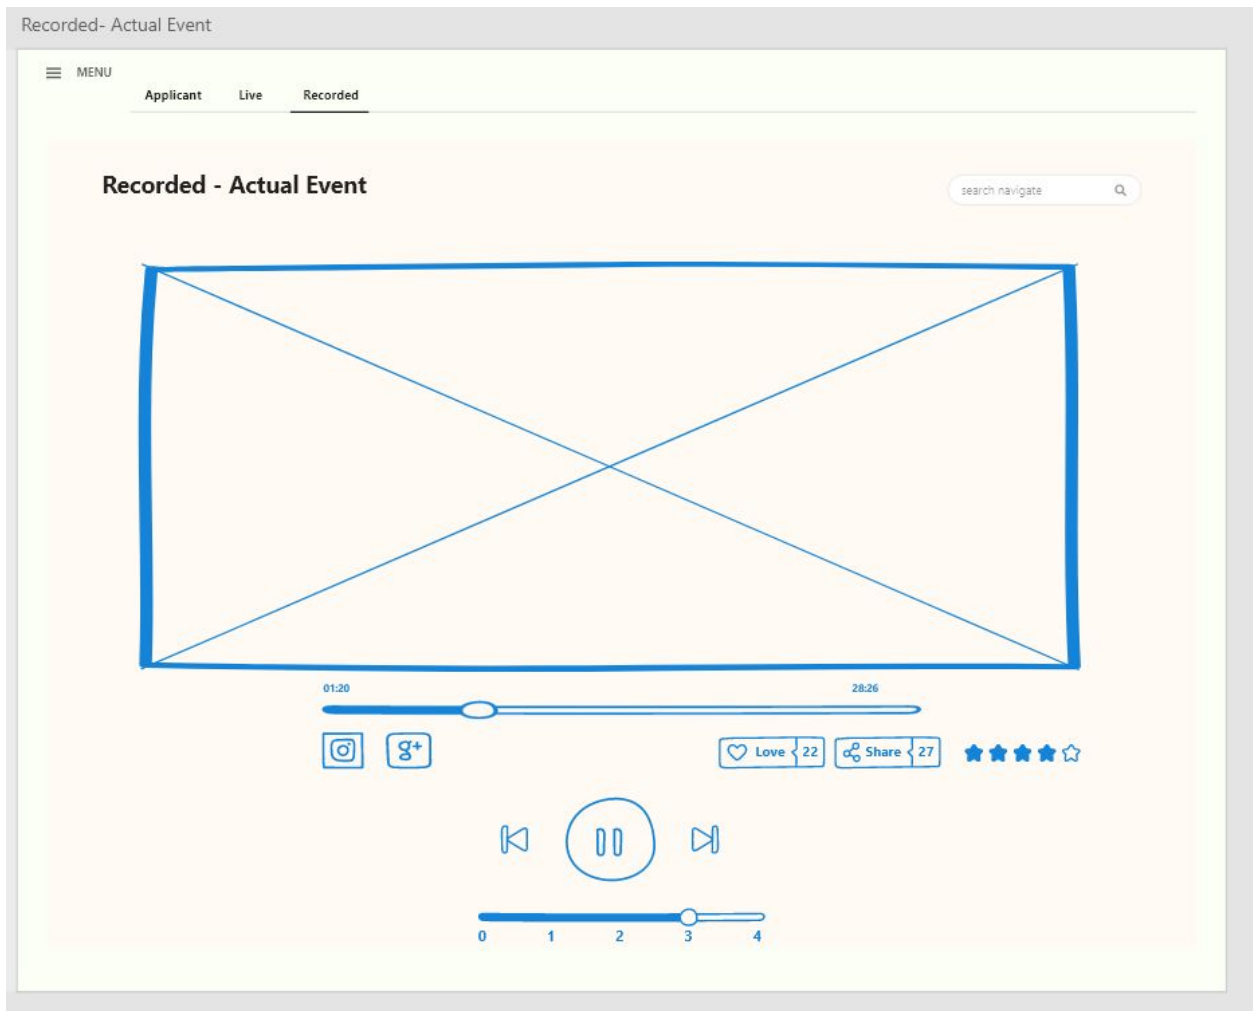 Recorded- Actual Event
MENU
Applicant Live Recorded
Recorded - Actual Event
search navigate
01:20 28:26
g+ Love 22 Share 27
0 1 2 3 4